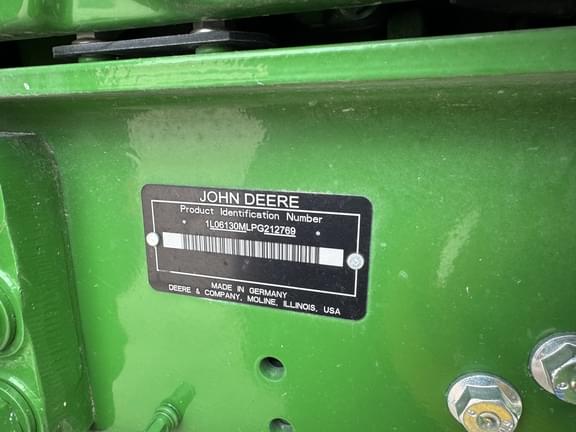 JOHN DEERE
Product Identification Number
* 1L06130MLPG212769 *
MADE IN GERMANY
DEERE & COMPANY, MOLINE, ILLINOIS, USA